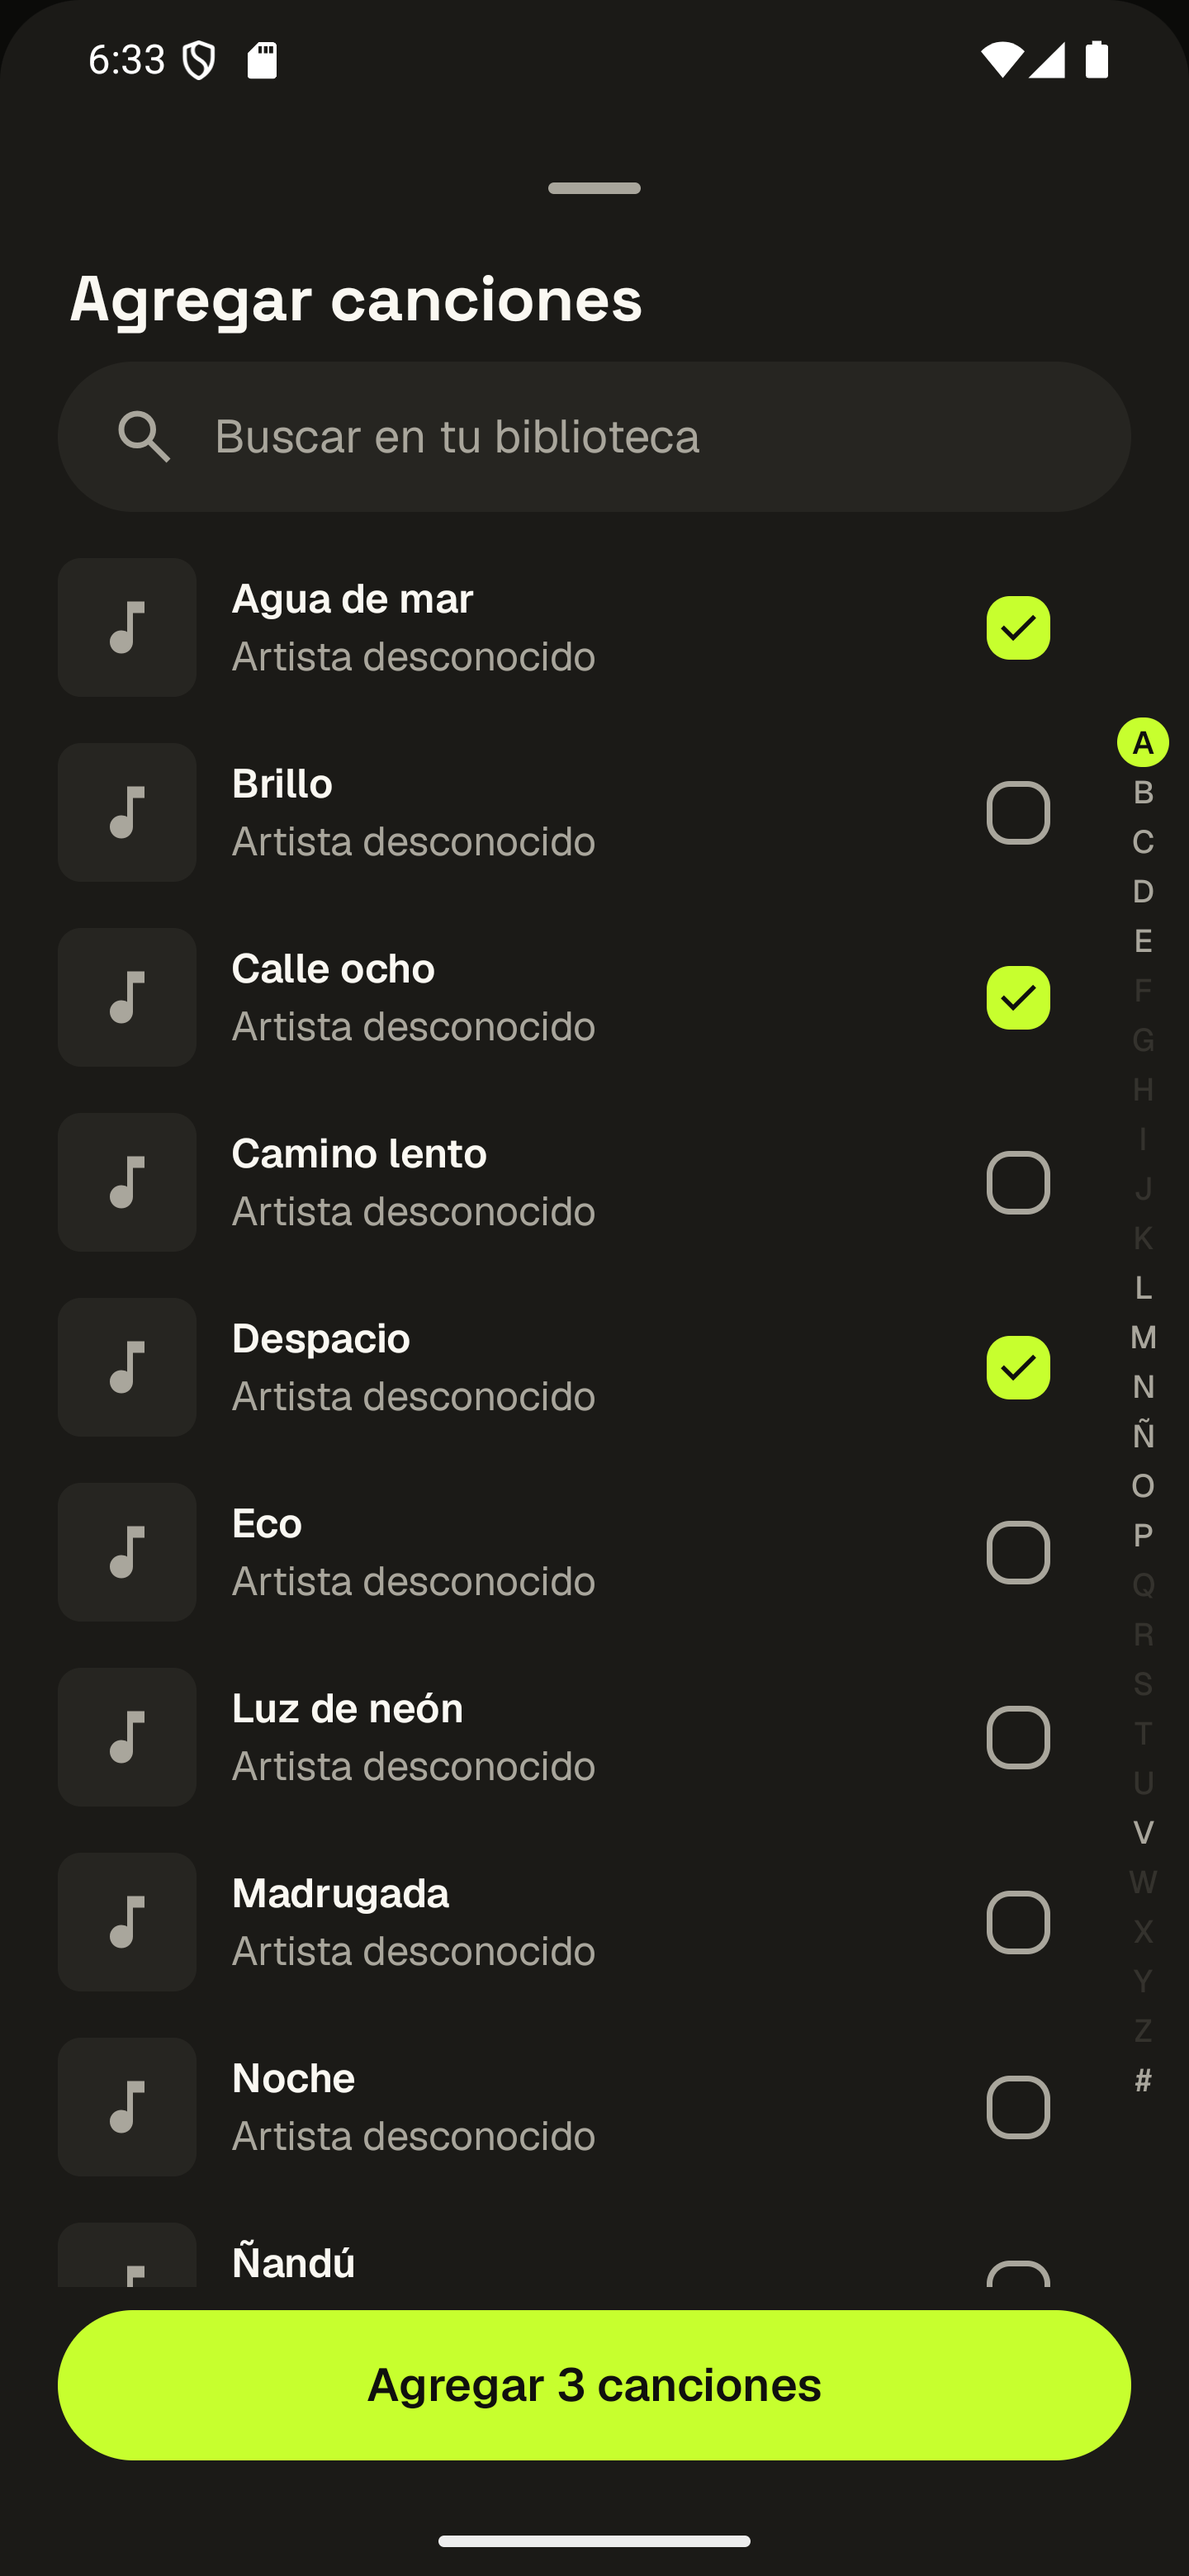 6:33
Agregar canciones
Buscar en tu biblioteca
Agua de mar
Artista desconocido
Brillo
Artista desconocido
Calle ocho
Artista desconocido
Camino lento
Artista desconocido
Despacio
Artista desconocido
Eco
Artista desconocido
Luz de neón
Artista desconocido
Madrugada
Artista desconocido
Noche
Artista desconocido
Ñandú
A
B
C
D
E
F
G
H
I
J
K
L
M
N
Ñ
O
P
Q
R
S
T
U
V
W
X
Y
Z
#
Agregar 3 canciones